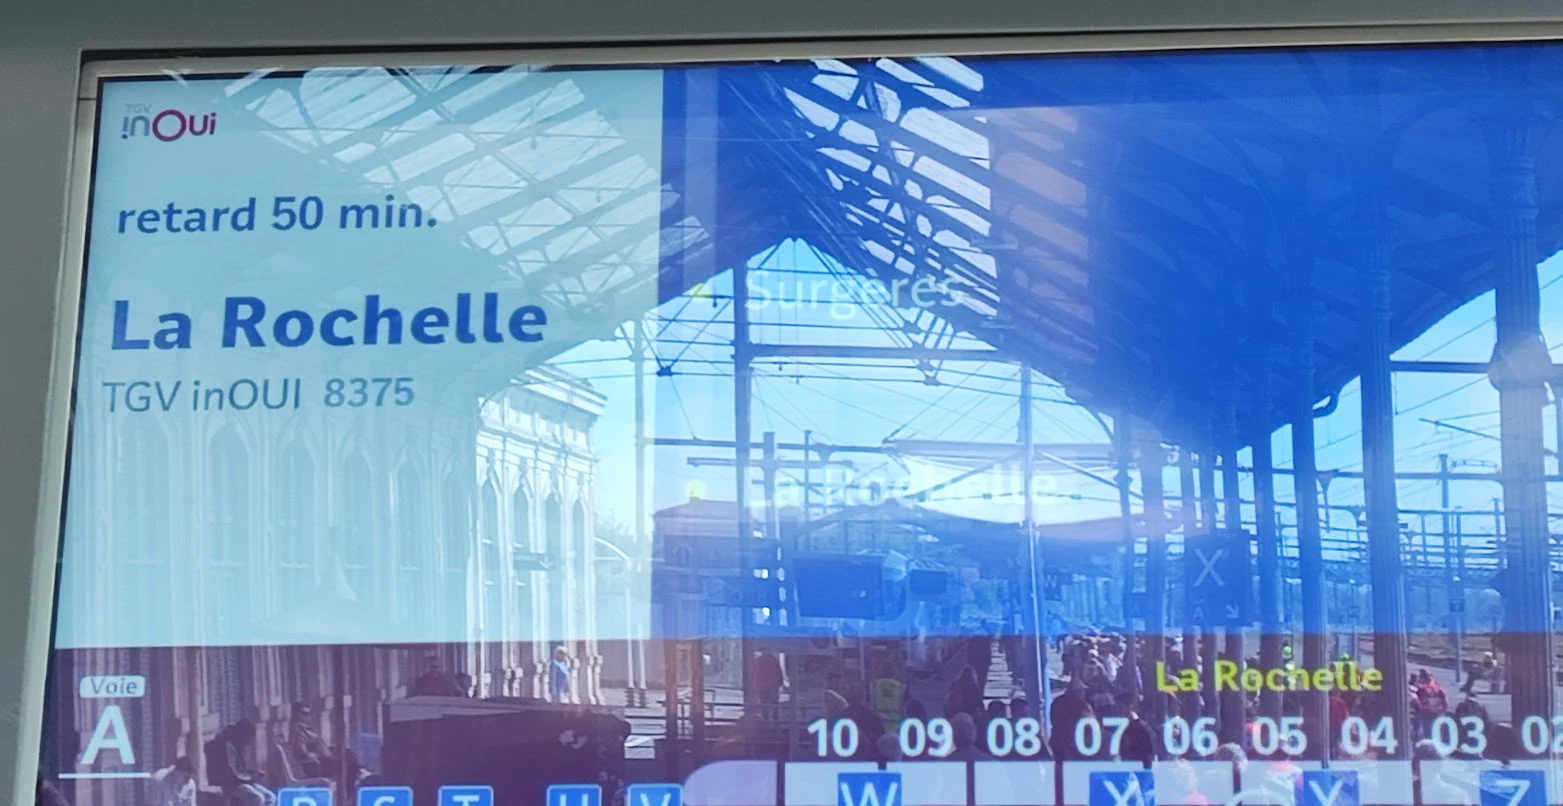 TGV
inOui
retard 50 min.
La Rochelle
TGV inOUI 8375
Surgères
La Rochelle
X
W
A
La Rochelle
Voie
A
10 09 08 07 06 05 04 03
W X X Z
R S T U V